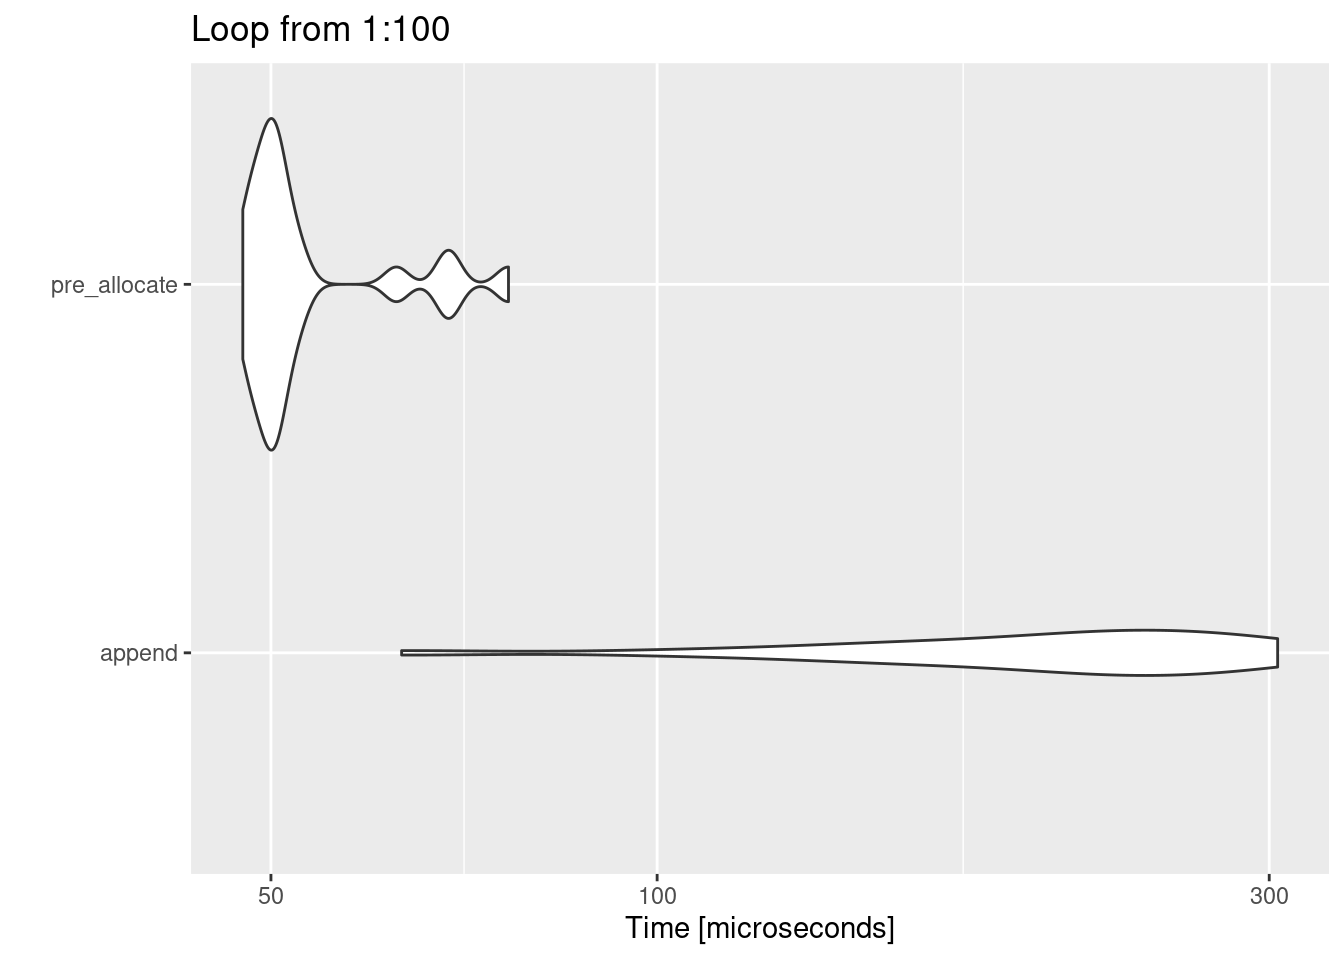 Loop from 1:100
pre_allocate
append
50
100
300
Time [microseconds]